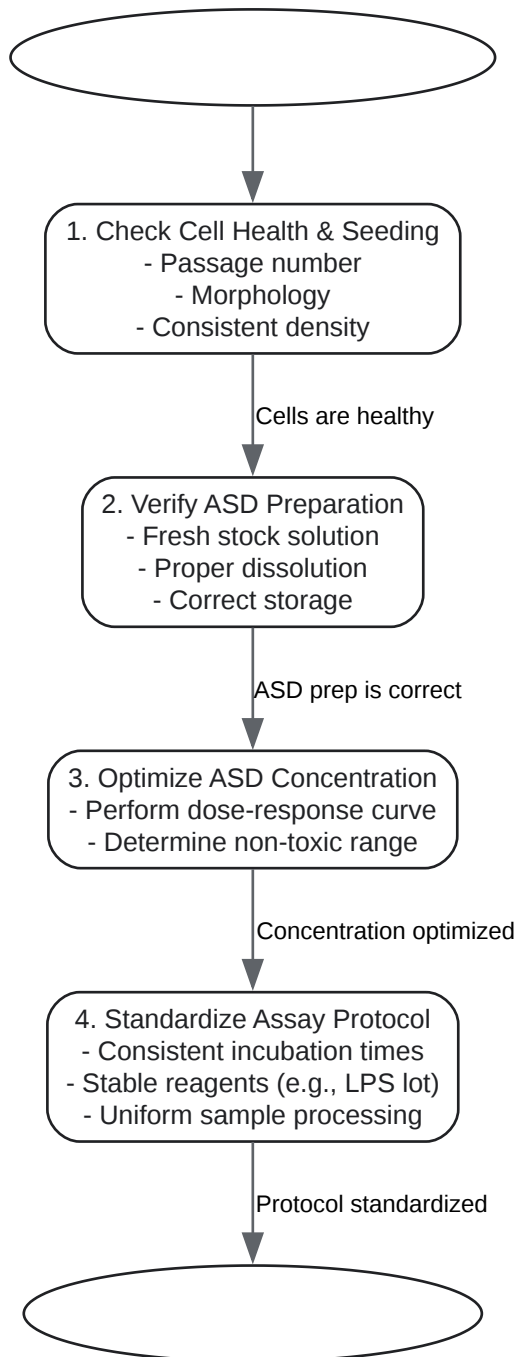 1. Check Cell Health & Seeding
- Passage number
- Morphology
- Consistent density
Cells are healthy
2. Verify ASD Preparation
- Fresh stock solution
- Proper dissolution
- Correct storage
ASD prep is correct
3. Optimize ASD Concentration
- Perform dose-response curve
- Determine non-toxic range
Concentration optimized
4. Standardize Assay Protocol
- Consistent incubation times
- Stable reagents (e.g., LPS lot)
- Uniform sample processing
Protocol standardized